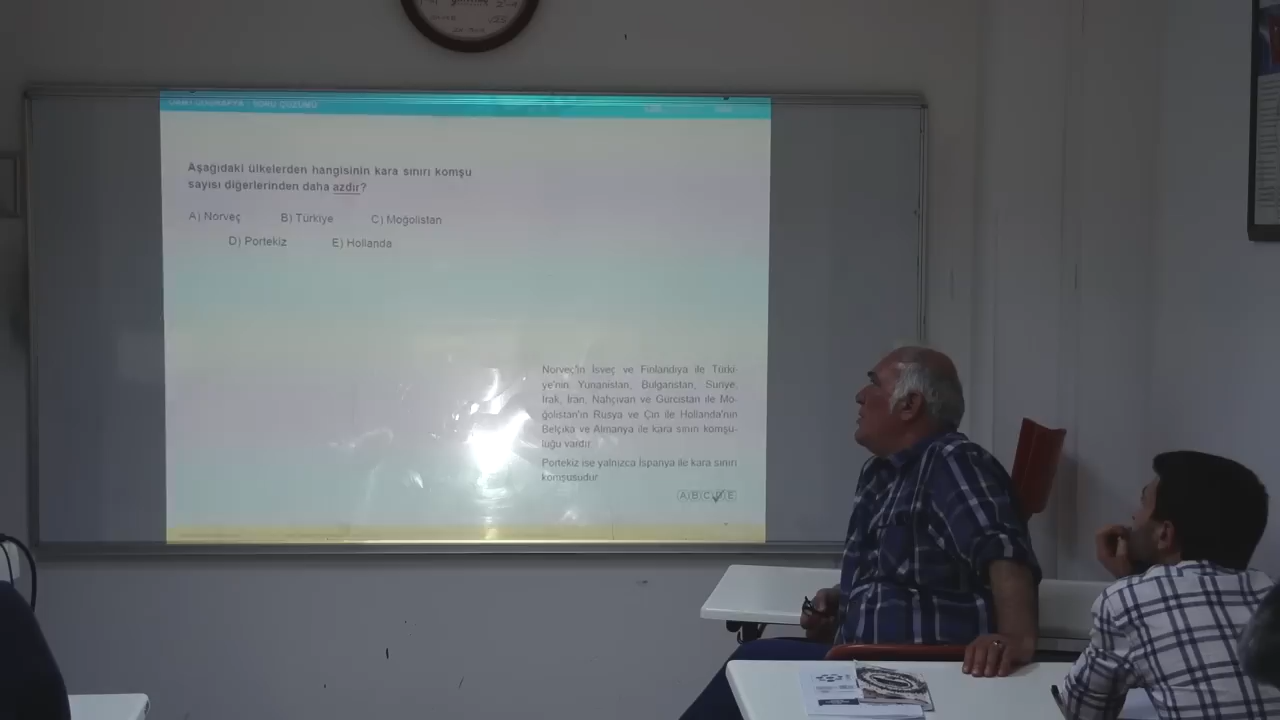 COĞRAFYA - SORU ÇÖZÜMÜ
Aşağıdaki ülkelerden hangisinin kara sınırı komşu
sayısı diğerlerinden daha azdır?
A) Norveç B) Türkiye C) Moğolistan
D) Portekiz E) Hollanda
Norveç'in İsveç ve Finlandiya ile Türki-
ye'nin Yunanistan, Bulgaristan, Suriye,
Irak, İran, Nahçıvan ve Gürcistan ile Mo-
ğolistan'ın Rusya ve Çin ile Hollanda'nın
Belçika ve Almanya ile kara sınırı komşu-
luğu vardır.
Portekiz ise yalnızca İspanya ile kara sınırı
komşusudur
A B C D E